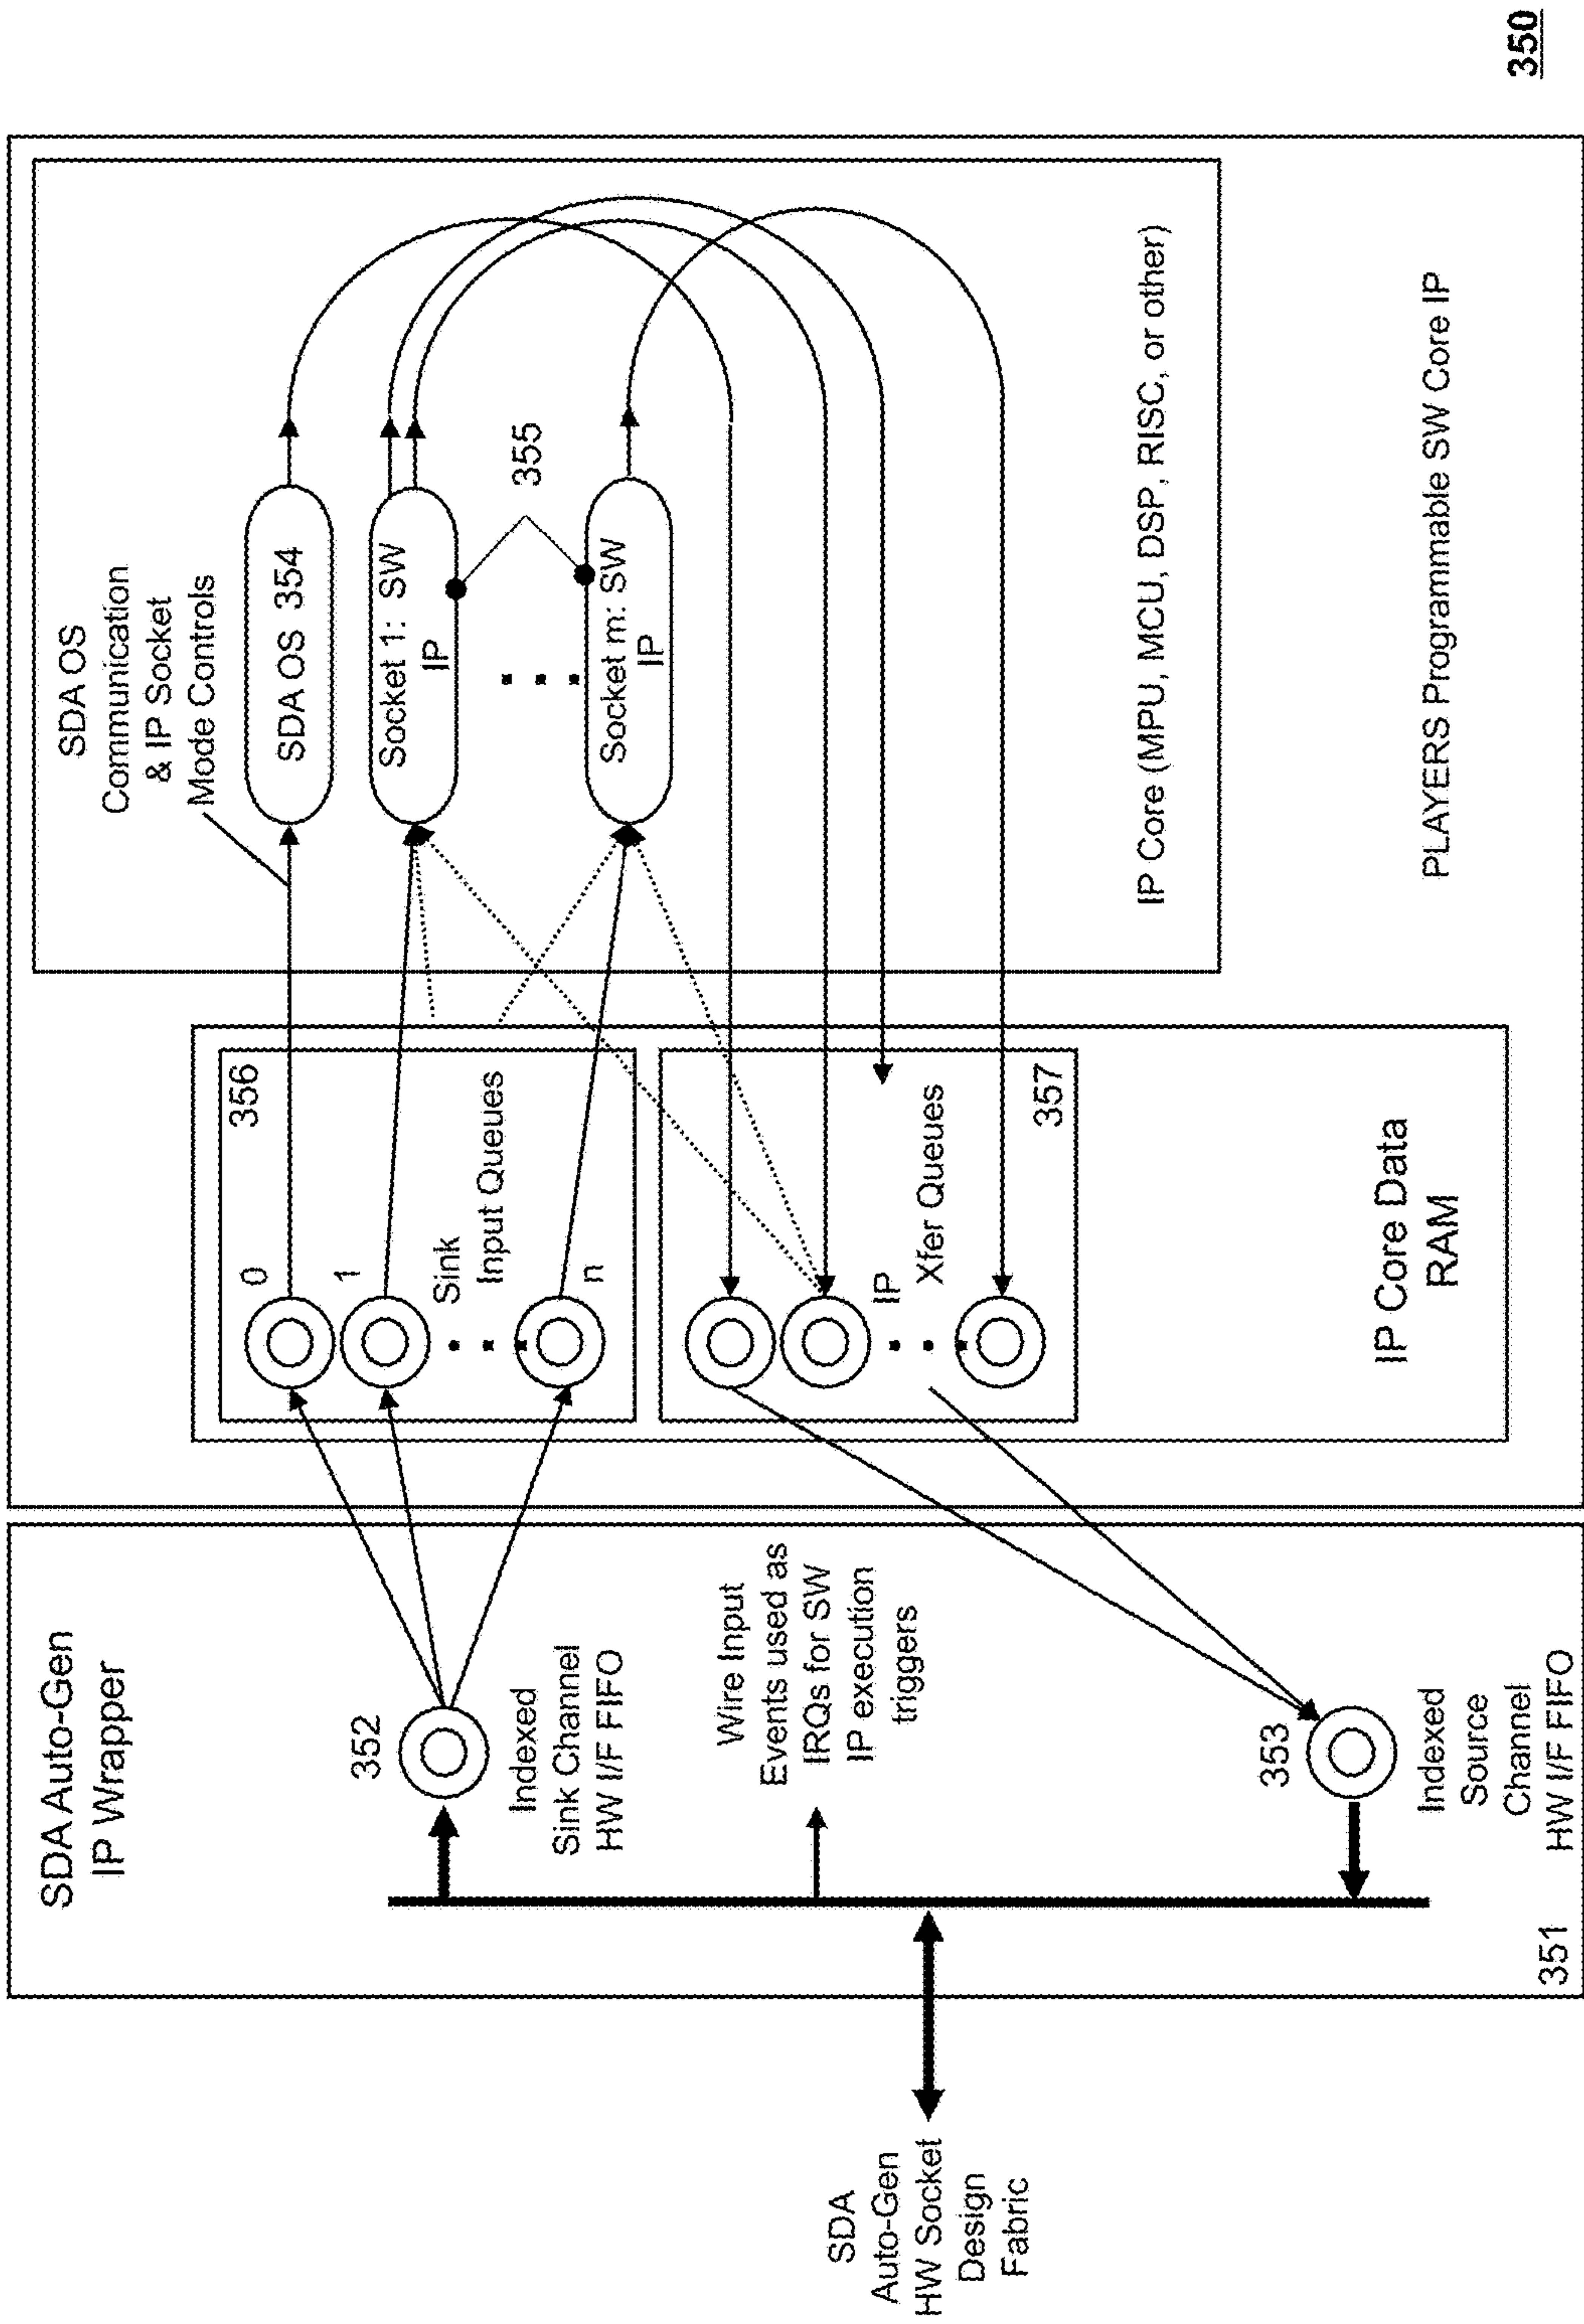 350
SDA Auto-Gen
IP Wrapper
352
Indexed
Sink Channel
HW I/F FIFO
Wire Input
Events used as
IRQs for SW
IP execution
triggers
353
Indexed
Source
Channel
HW I/F FIFO
351
SDA
Auto-Gen
HW Socket
Design
Fabric
356
0
1
Sink
Input Queues
n
IP
Xfer Queues
357
IP Core Data
RAM
SDA OS
Communication
& IP Socket
Mode Controls
SDA OS 354
Socket 1: SW
IP
355
Socket m: SW
IP
IP Core (MPU, MCU, DSP, RISC, or other)
PLAYERS Programmable SW Core IP